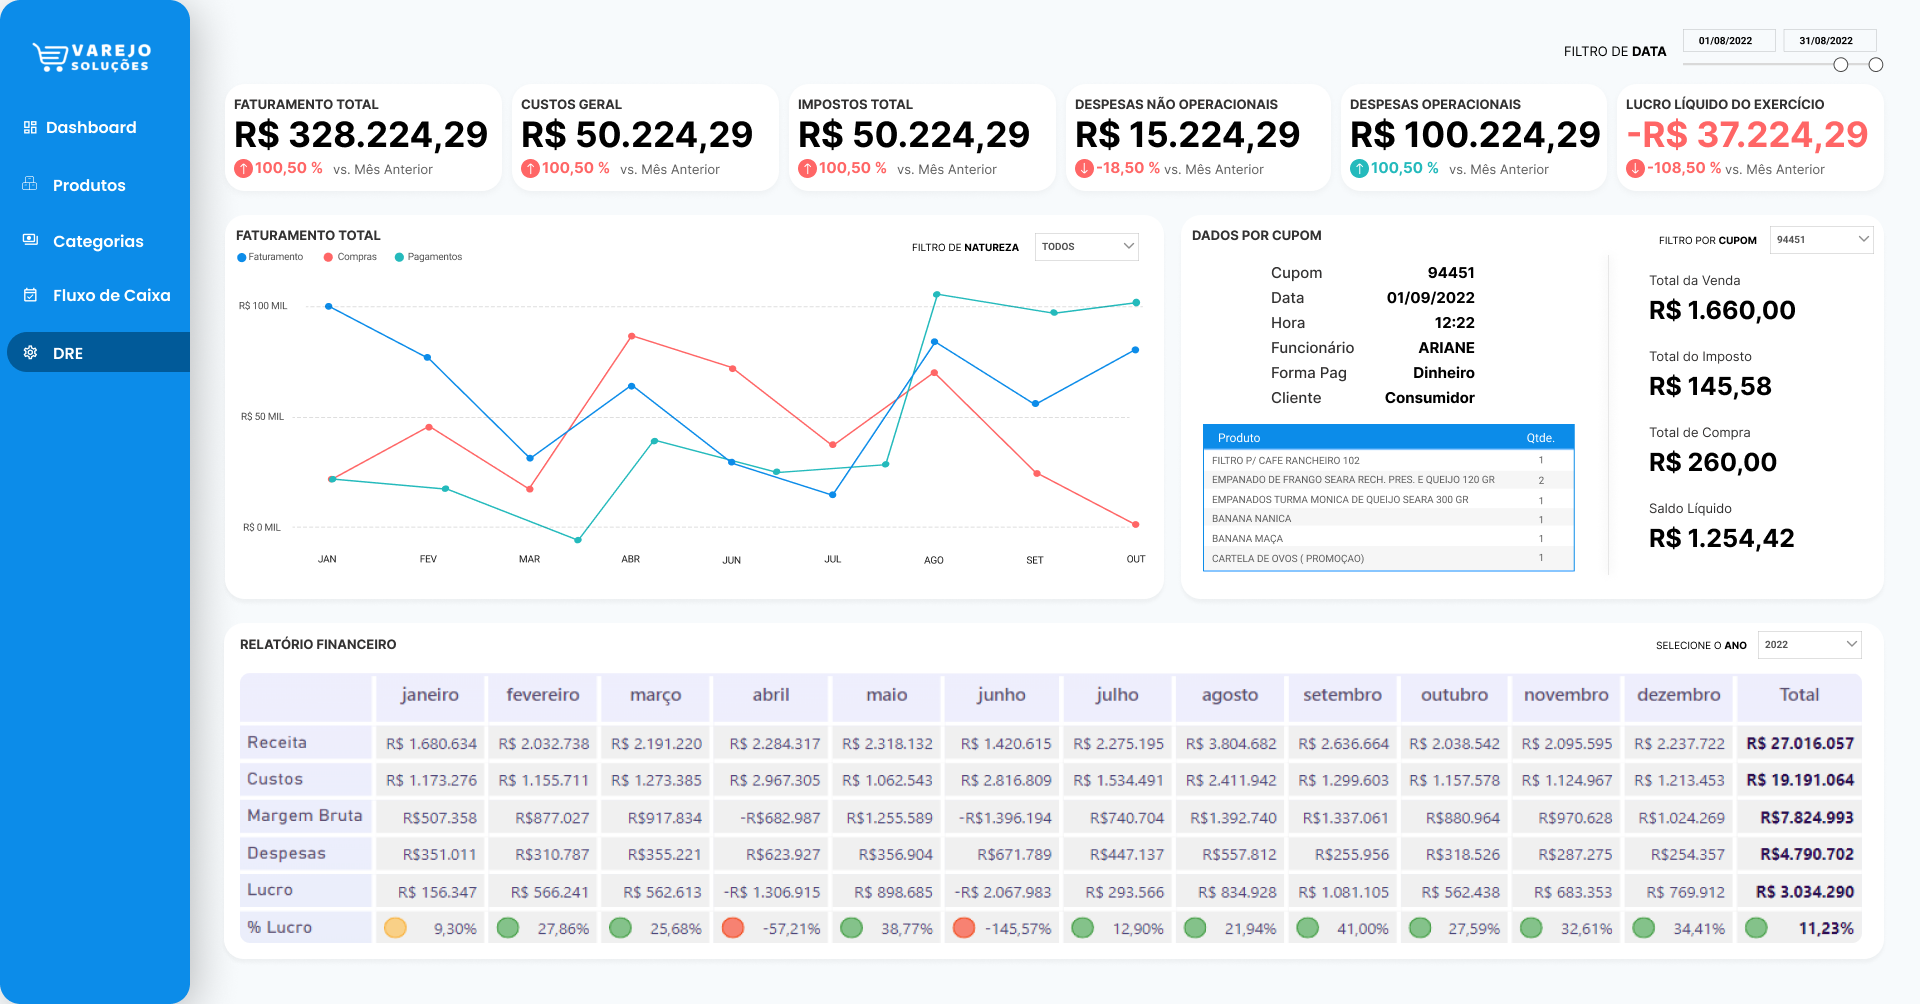 VAREJO
SOLUÇÕES
Dashboard
Produtos
Categorias
Fluxo de Caixa
DRE
FILTRO DE DATA
01/08/2022 31/08/2022
FATURAMENTO TOTAL
R$ 328.224,29
100,50 % vs. Mês Anterior
CUSTOS GERAL
R$ 50.224,29
100,50 % vs. Mês Anterior
IMPOSTOS TOTAL
R$ 50.224,29
100,50 % vs. Mês Anterior
DESPESAS NÃO OPERACIONAIS
R$ 15.224,29
-18,50 % vs. Mês Anterior
DESPESAS OPERACIONAIS
R$ 100.224,29
100,50 % vs. Mês Anterior
LUCRO LÍQUIDO DO EXERCÍCIO
-R$ 37.224,29
-108,50 % vs. Mês Anterior
FATURAMENTO TOTAL
Faturamento Compras Pagamentos
FILTRO DE NATUREZA TODOS
R$ 100 MIL
R$ 50 MIL
R$ 0 MIL
JAN FEV MAR ABR JUN JUL AGO SET OUT
DADOS POR CUPOM
FILTRO POR CUPOM 94451
Cupom 94451
Data 01/09/2022
Hora 12:22
Funcionário ARIANE
Forma Pag Dinheiro
Cliente Consumidor
Produto Qtde.
FILTRO P/ CAFE RANCHEIRO 102 1
EMPANADO DE FRANGO SEARA RECH. PRES. E QUEIJO 120 GR 2
EMPANADOS TURMA MONICA DE QUEIJO SEARA 300 GR 1
BANANA NANICA 1
BANANA MAÇA 1
CARTELA DE OVOS ( PROMOÇAO) 1
Total da Venda
R$ 1.660,00
Total do Imposto
R$ 145,58
Total de Compra
R$ 260,00
Saldo Líquido
R$ 1.254,42
RELATÓRIO FINANCEIRO
SELECIONE O ANO 2022
janeiro fevereiro março abril maio junho julho agosto setembro outubro novembro dezembro Total
Receita R$ 1.680.634 R$ 2.032.738 R$ 2.191.220 R$ 2.284.317 R$ 2.318.132 R$ 1.420.615 R$ 2.275.195 R$ 3.804.682 R$ 2.636.664 R$ 2.038.542 R$ 2.095.595 R$ 2.237.722 R$ 27.016.057
Custos R$ 1.173.276 R$ 1.155.711 R$ 1.273.385 R$ 2.967.305 R$ 1.062.543 R$ 2.816.809 R$ 1.534.491 R$ 2.411.942 R$ 1.299.603 R$ 1.157.578 R$ 1.124.967 R$ 1.213.453 R$ 19.191.064
Margem Bruta R$507.358 R$877.027 R$917.834 -R$682.987 R$1.255.589 -R$1.396.194 R$740.704 R$1.392.740 R$1.337.061 R$880.964 R$970.628 R$1.024.269 R$7.824.993
Despesas R$351.011 R$310.787 R$355.221 R$623.927 R$356.904 R$671.789 R$447.137 R$557.812 R$255.956 R$318.526 R$287.275 R$254.357 R$4.790.702
Lucro R$ 156.347 R$ 566.241 R$ 562.613 -R$ 1.306.915 R$ 898.685 -R$ 2.067.983 R$ 293.566 R$ 834.928 R$ 1.081.105 R$ 562.438 R$ 683.353 R$ 769.912 R$ 3.034.290
% Lucro 9,30% 27,86% 25,68% -57,21% 38,77% -145,57% 12,90% 21,94% 41,00% 27,59% 32,61% 34,41% 11,23%